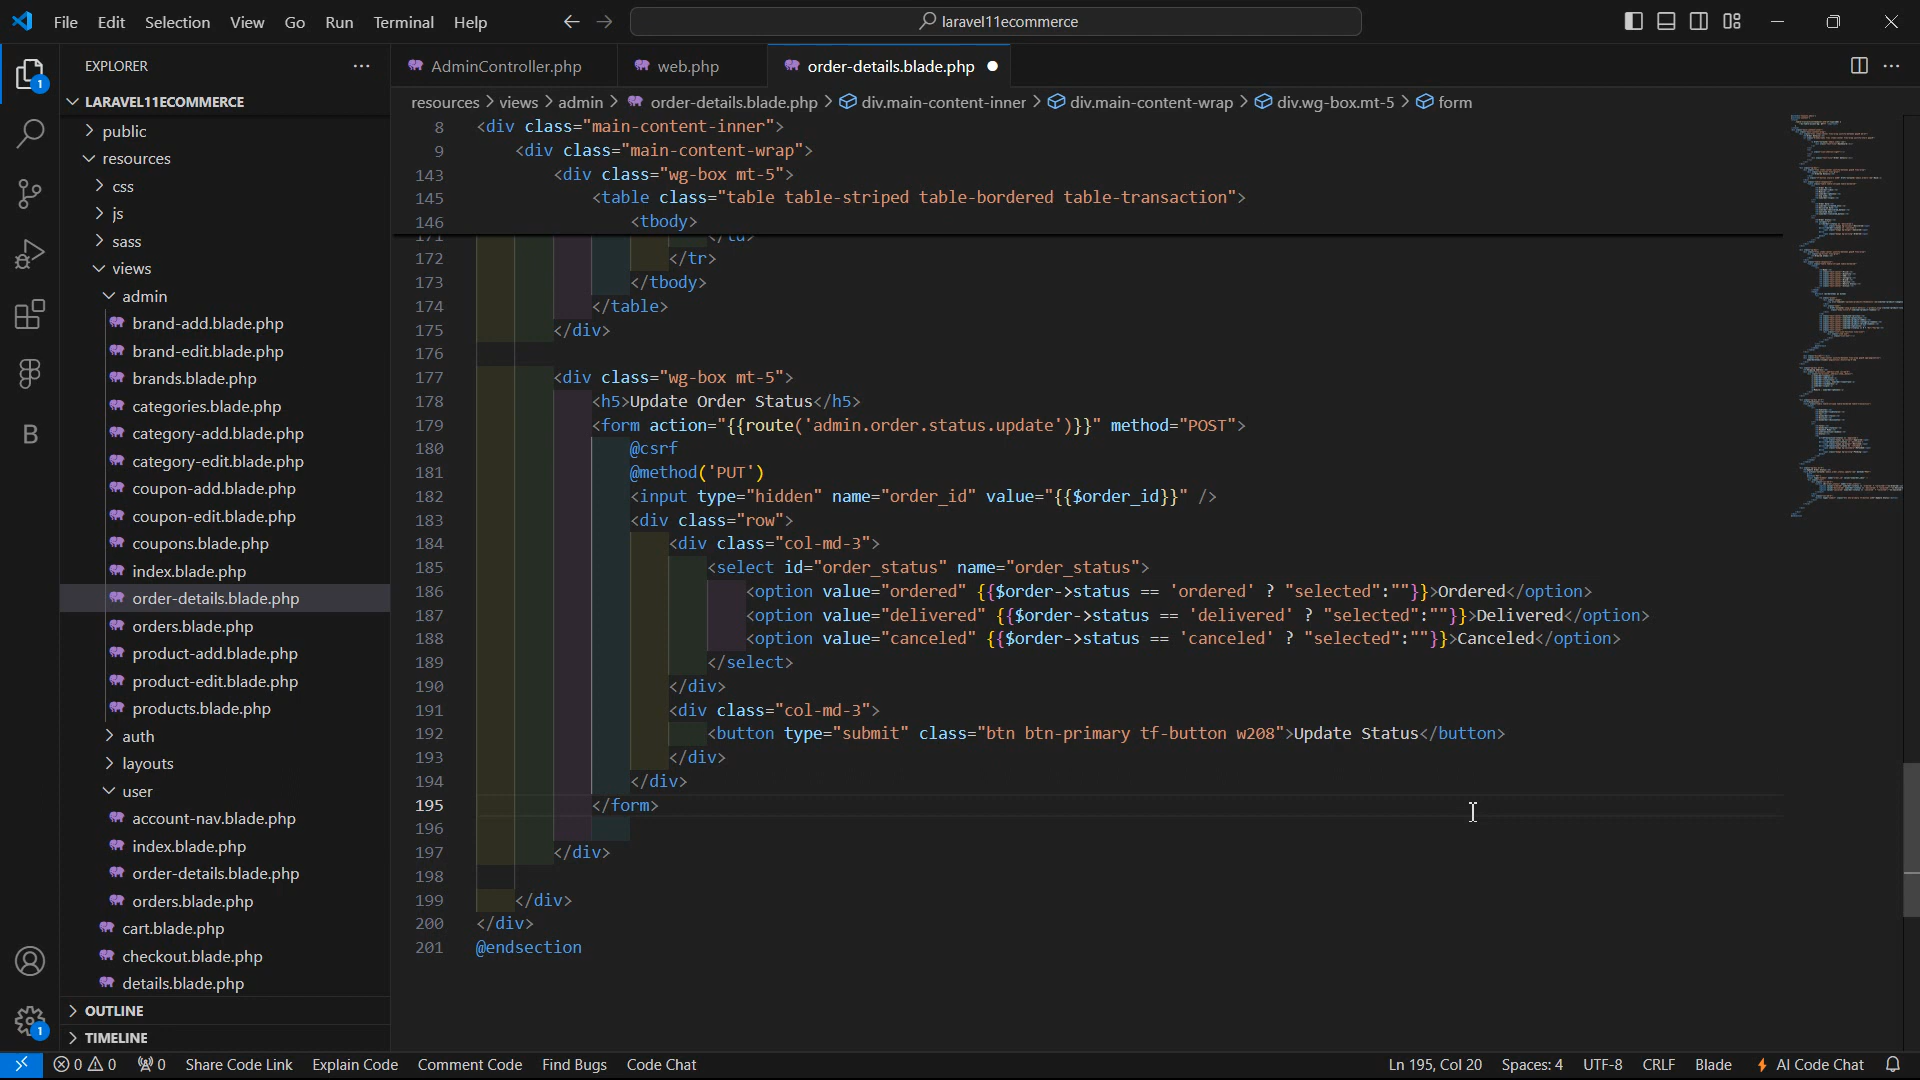 File Edit Selection View Go Run Terminal Help
laravel11ecommerce
EXPLORER
LARAVEL11ECOMMERCE
public
resources
css
js
sass
views
admin
brand-add.blade.php
brand-edit.blade.php
brands.blade.php
categories.blade.php
category-add.blade.php
category-edit.blade.php
coupon-add.blade.php
coupon-edit.blade.php
coupons.blade.php
index.blade.php
order-details.blade.php
orders.blade.php
product-add.blade.php
product-edit.blade.php
products.blade.php
auth
layouts
user
account-nav.blade.php
index.blade.php
order-details.blade.php
orders.blade.php
cart.blade.php
checkout.blade.php
details.blade.php
OUTLINE
TIMELINE
1
B
1
AdminController.php web.php order-details.blade.php
resources > views > admin > order-details.blade.php > div.main-content-inner > div.main-content-wrap > div.wg-box.mt-5 > form
8 <div class="main-content-inner">
9 <div class="main-content-wrap">
143 <div class="wg-box mt-5">
145 <table class="table table-striped table-bordered table-transaction">
146 <tbody>
171 </td>
172 </tr>
173 </tbody>
174 </table>
175 </div>
176
177 <div class="wg-box mt-5">
178 <h5>Update Order Status</h5>
179 <form action="{{route('admin.order.status.update')}}" method="POST">
180 @csrf
181 @method('PUT')
182 <input type="hidden" name="order_id" value="{{$order_id}}" />
183 <div class="row">
184 <div class="col-md-3">
185 <select id="order_status" name="order_status">
186 <option value="ordered" {{$order->status == 'ordered' ? "selected":""}}>Ordered</option>
187 <option value="delivered" {{$order->status == 'delivered' ? "selected":""}}>Delivered</option>
188 <option value="canceled" {{$order->status == 'canceled' ? "selected":""}}>Canceled</option>
189 </select>
190 </div>
191 <div class="col-md-3">
192 <button type="submit" class="btn btn-primary tf-button w208">Update Status</button>
193 </div>
194 </div>
195 </form>
196
197 </div>
198
199 </div>
200 </div>
201 @endsection
0 0 0 Share Code Link Explain Code Comment Code Find Bugs Code Chat Ln 195, Col 20 Spaces: 4 UTF-8 CRLF Blade AI Code Chat